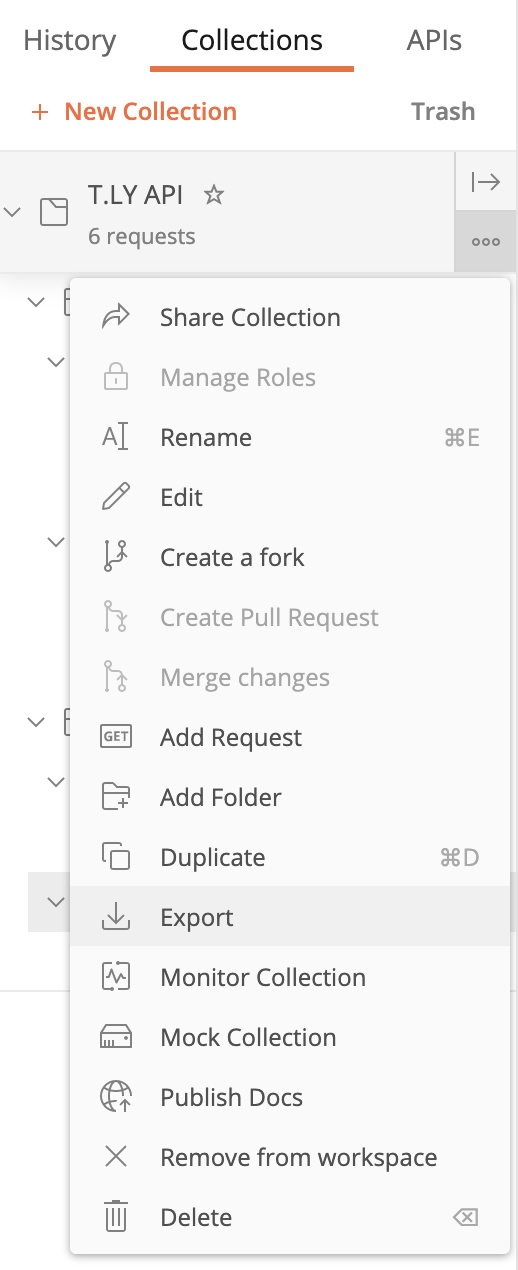 History Collections APIs
+ New Collection Trash
T.LY API
6 requests
Share Collection
Manage Roles
Rename ⌘E
Edit
Create a fork
Create Pull Request
Merge changes
GET Add Request
Add Folder
Duplicate ⌘D
Export
Monitor Collection
Mock Collection
Publish Docs
Remove from workspace
Delete ⌫